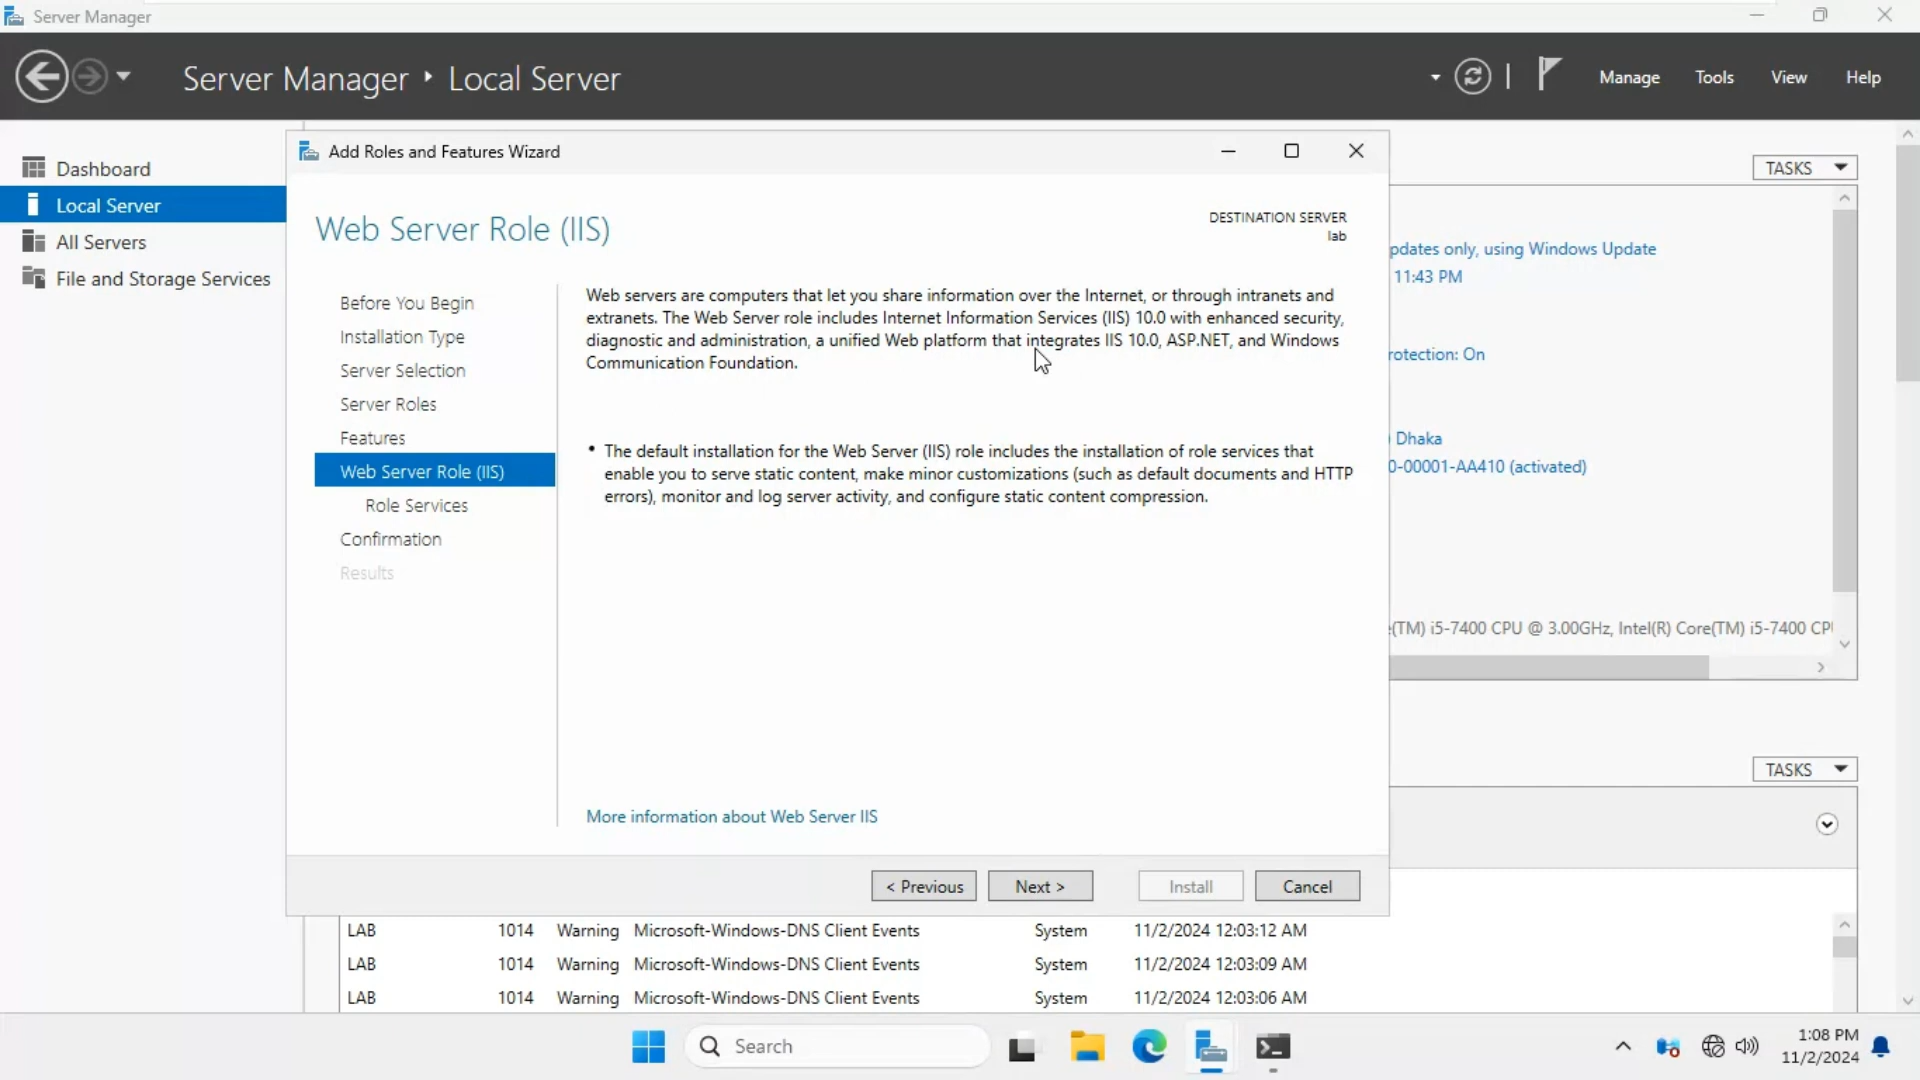 Server Manager
Server Manager ‣ Local Server
Manage Tools View Help
Dashboard
Local Server
All Servers
File and Storage Services
TASKS
pdates only, using Windows Update
11:43 PM
rotection: On
Dhaka
0-00001-AA410 (activated)
(TM) i5-7400 CPU @ 3.00GHz, Intel(R) Core(TM) i5-7400 CP
TASKS
Add Roles and Features Wizard
Web Server Role (IIS)
DESTINATION SERVER
lab
Before You Begin
Installation Type
Server Selection
Server Roles
Features
Web Server Role (IIS)
Role Services
Confirmation
Results
Web servers are computers that let you share information over the Internet, or through intranets and
extranets. The Web Server role includes Internet Information Services (IIS) 10.0 with enhanced security,
diagnostic and administration, a unified Web platform that integrates IIS 10.0, ASP.NET, and Windows
Communication Foundation.
• The default installation for the Web Server (IIS) role includes the installation of role services that
enable you to serve static content, make minor customizations (such as default documents and HTTP
errors), monitor and log server activity, and configure static content compression.
More information about Web Server IIS
< Previous Next > Install Cancel
LAB 1014 Warning Microsoft-Windows-DNS Client Events System 11/2/2024 12:03:12 AM
LAB 1014 Warning Microsoft-Windows-DNS Client Events System 11/2/2024 12:03:09 AM
LAB 1014 Warning Microsoft-Windows-DNS Client Events System 11/2/2024 12:03:06 AM
Search
1:08 PM
11/2/2024